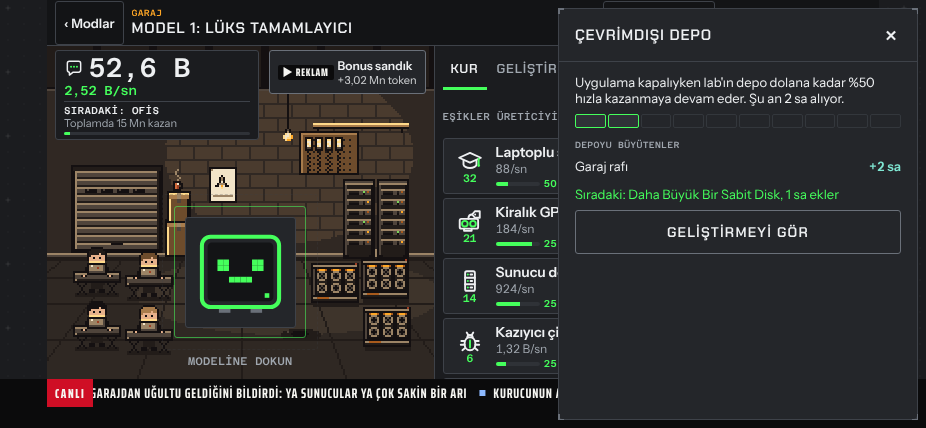 ‹ Modlar
GARAJ
MODEL 1: LÜKS TAMAMLAYICI
52,6 B
2,52 B/sn
SIRADAKİ: OFİS
Toplamda 15 Mn kazan
REKLAM
Bonus sandık
+3,02 Mn token
MODELİNE DOKUN
KUR
GELİŞTİR
EŞİKLER ÜRETİCİYİ
32
Laptoplu
88/sn
50
21
Kiralık GP
184/sn
25
14
Sunucu de
924/sn
25
6
Kazıyıcı çi
1,32 B/sn
25
ÇEVRİMDIŞI DEPO
×
Uygulama kapalıyken lab'ın depo dolana kadar %50
hızla kazanmaya devam eder. Şu an 2 sa alıyor.
DEPOYU BÜYÜTENLER
Garaj rafı
+2 sa
Sıradaki: Daha Büyük Bir Sabit Disk, 1 sa ekler
GELİŞTİRMEYİ GÖR
CANLI
GARAJDAN UĞULTU GELDİĞİNİ BİLDİRDİ: YA SUNUCULAR YA ÇOK SAKİN BİR ARI
KURUCUNUN